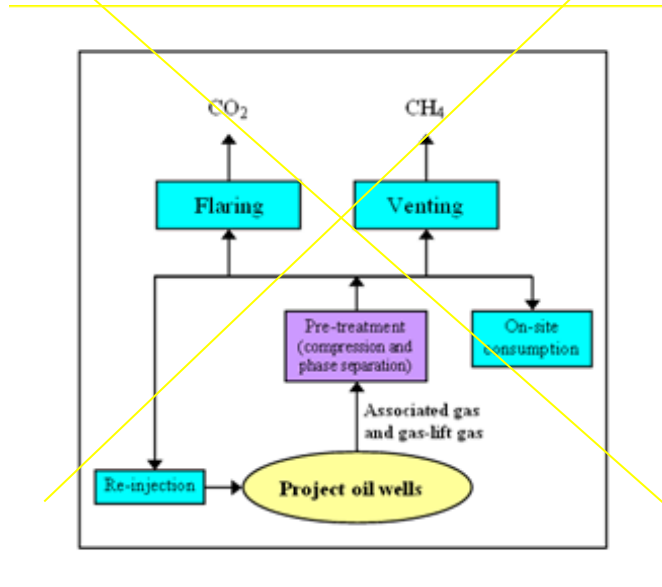 CO₂
CH₄
Flaring
Venting
Pre-treatment
(compression and
phase separation)
On-site
consumption
Associated gas
and gas-lift gas
Re-injection
Project oil wells